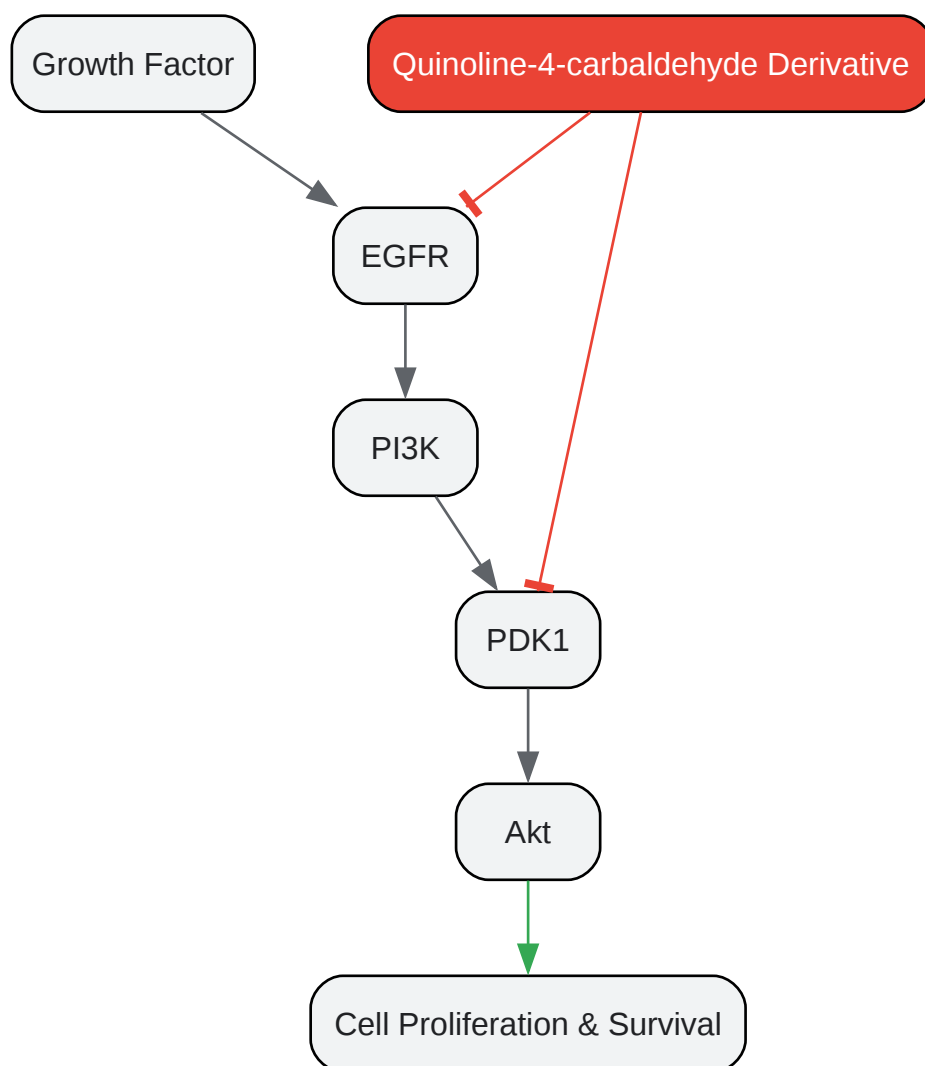 Growth Factor
Quinoline-4-carbaldehyde Derivative
EGFR
PI3K
PDK1
Akt
Cell Proliferation & Survival